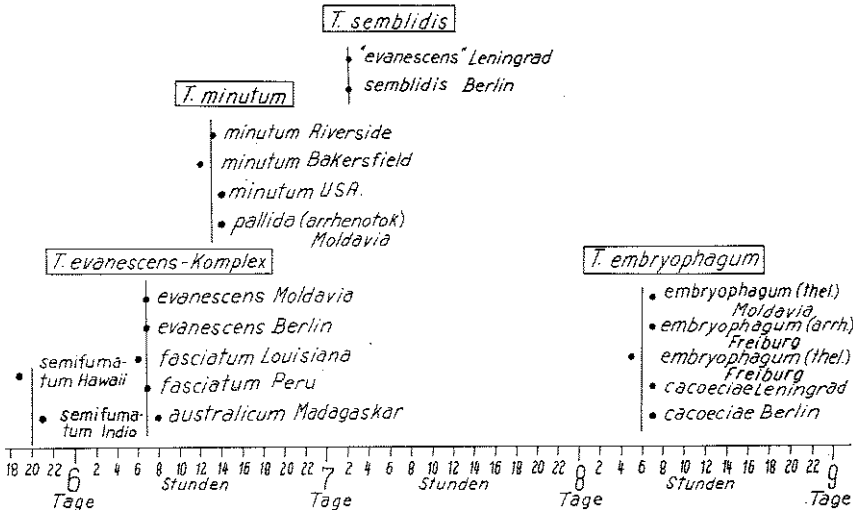 T. semblidis
"evanescens" Leningrad
semblidis Berlin
T. minutum
minutum Riverside
minutum Bakersfield
minutum USA.
pallida (arrhenotok)
Moldavia
T. evanescens-Komplex
evanescens Moldavia
evanescens Berlin
fasciatum Louisiana
fasciatum Peru
australicum Madagaskar
semifuma-
tum Hawaii
semifuma-
tum Indio
T. embryophagum
embryophagum (thel.)
Moldavia
embryophagum (arrh.)
Freiburg
embryophagum (thel.)
Freiburg
cacoeciae Leningrad
cacoeciae Berlin
18 20 22 6 2 4 6 8 10 12 14 16 18 20 22 7 2 4 6 8 10 12 14 16 18 20 22 8 2 4 6 8 10 12 14 16 18 20 22 9
Tage Stunden Tage Stunden Tage Stunden Tage